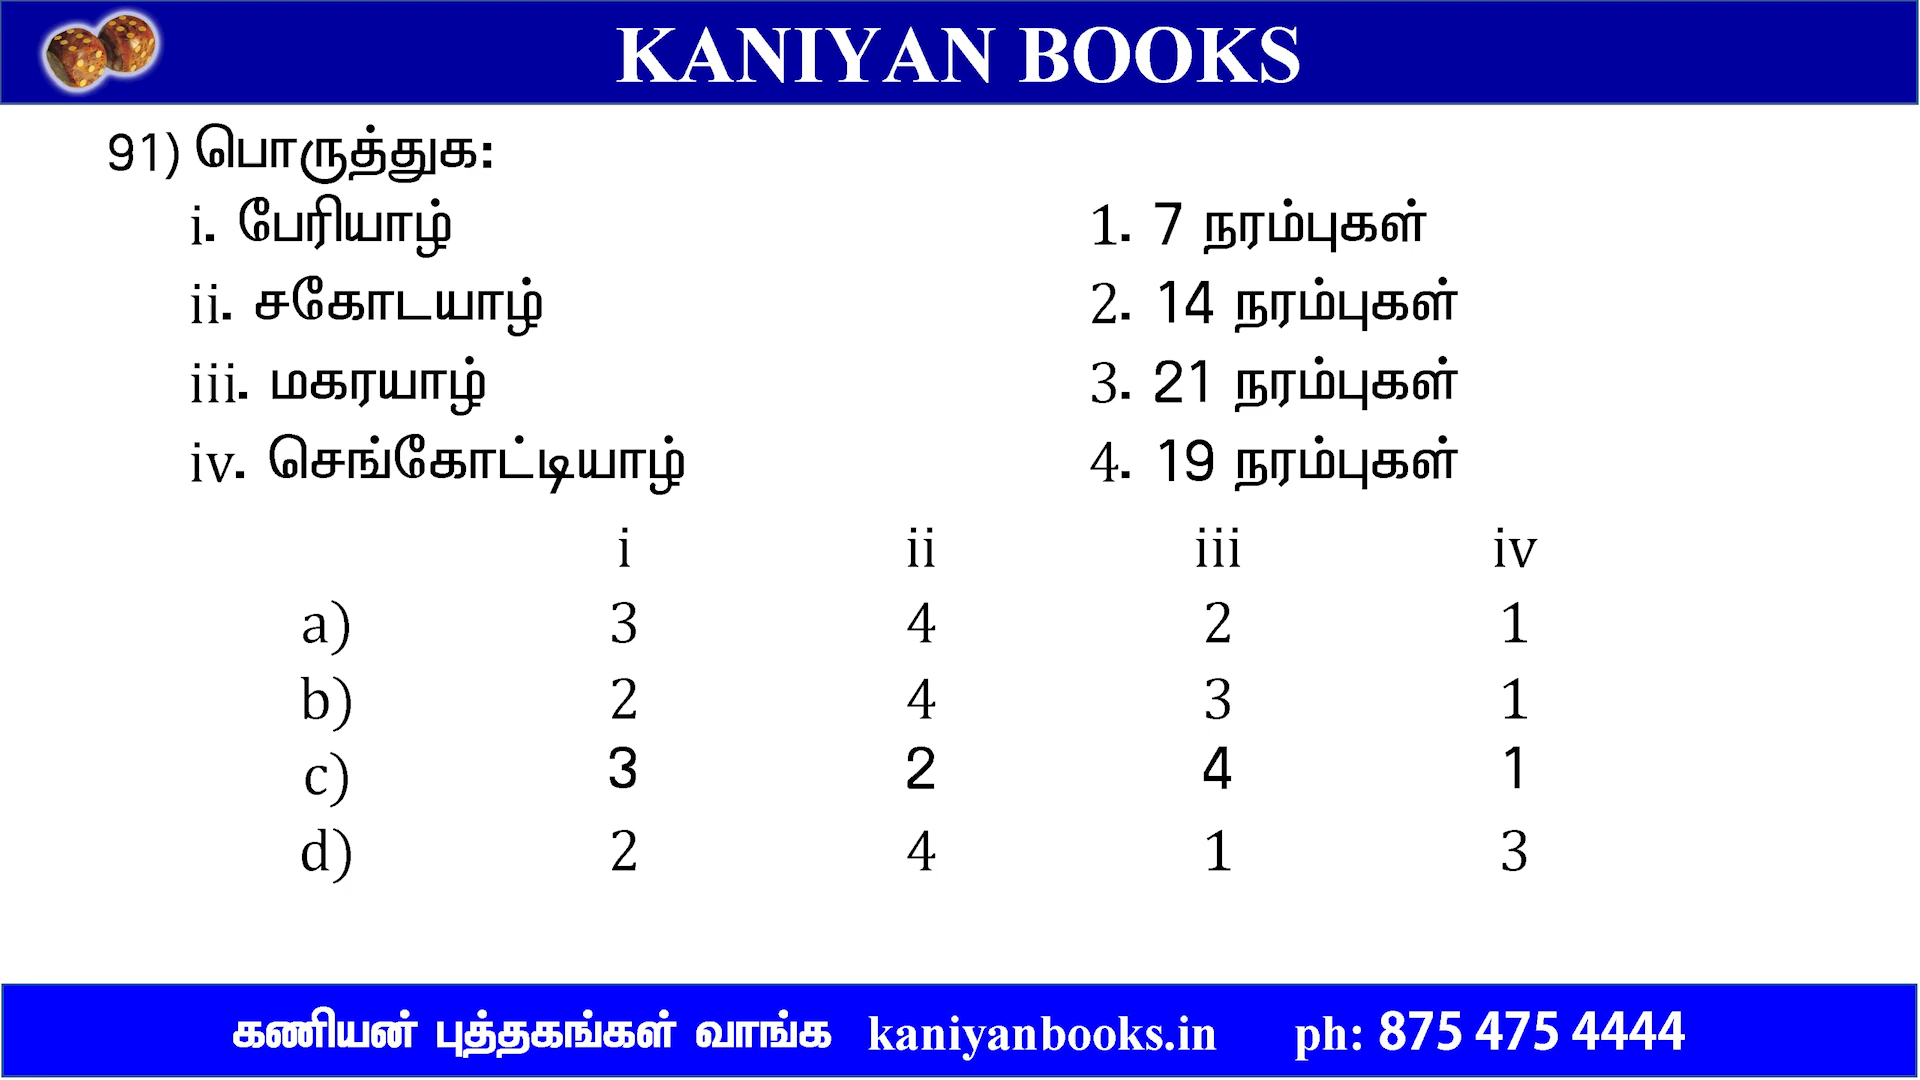 KANIYAN BOOKS
91) பொருத்துக:
i. பேரியாழ் 1. 7 நரம்புகள்
ii. சகோடயாழ் 2. 14 நரம்புகள்
iii. மகரயாழ் 3. 21 நரம்புகள்
iv. செங்கோட்டியாழ் 4. 19 நரம்புகள்
i ii iii iv
a) 3 4 2 1
b) 2 4 3 1
c) 3 2 4 1
d) 2 4 1 3
கணியன் புத்தகங்கள் வாங்க kaniyanbooks.in ph: 875 475 4444